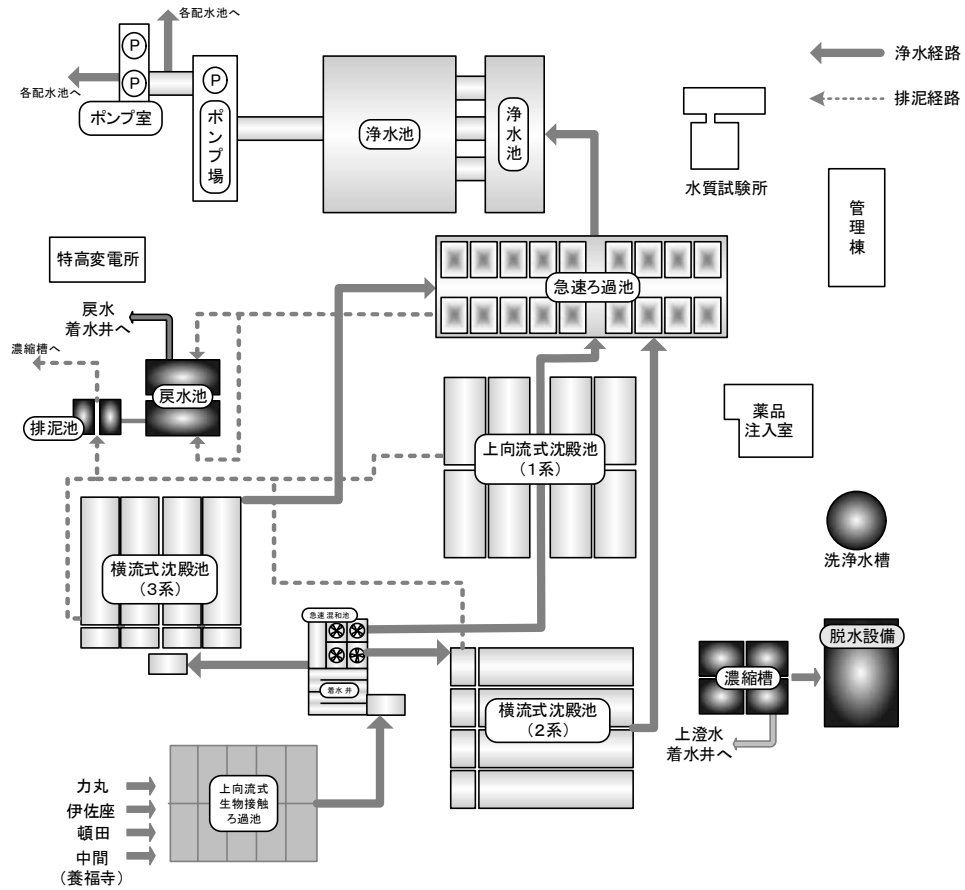 各配水池へ
P
P
各配水池へ
ポンプ室
P
ポンプ場
浄水池
浄水池
浄水経路
排泥経路
水質試験所
管理棟
特高変電所
急速ろ過池
戻水
着水井へ
濃縮槽へ
戻水池
排泥池
上向流式沈殿池
(1系)
薬品
注入室
洗浄水槽
横流式沈殿池
(3系)
急速混和池
着水井
横流式沈殿池
(2系)
脱水設備
濃縮槽
上澄水
着水井へ
力丸
伊佐座
頓田
中間
(養福寺)
上向流式
生物接触
ろ過池